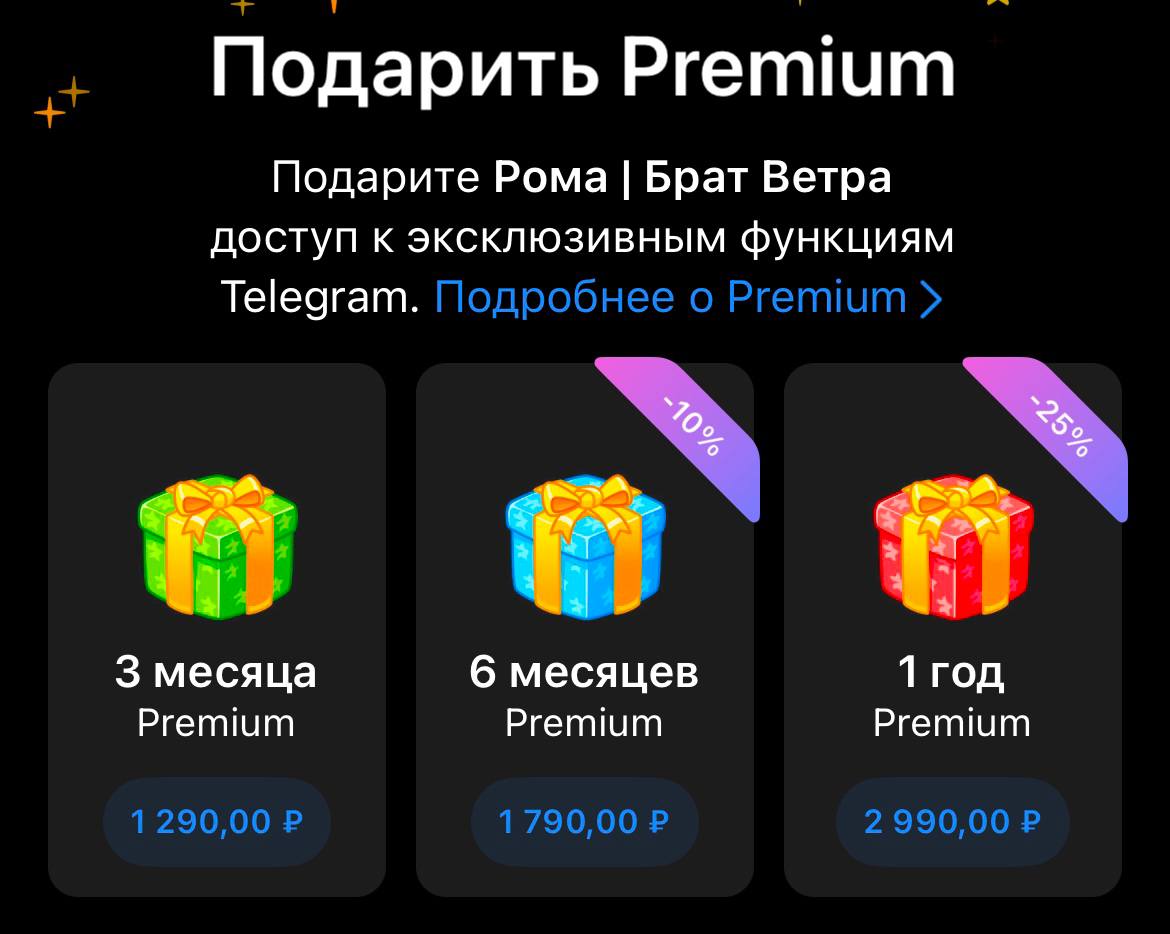 Подарить Premium
Подарите Рома | Брат Ветра
доступ к эксклюзивным функциям
Telegram. Подробнее о Premium >
-10%
-25%
3 месяца
Premium
1 290,00 ₽
6 месяцев
Premium
1 790,00 ₽
1 год
Premium
2 990,00 ₽